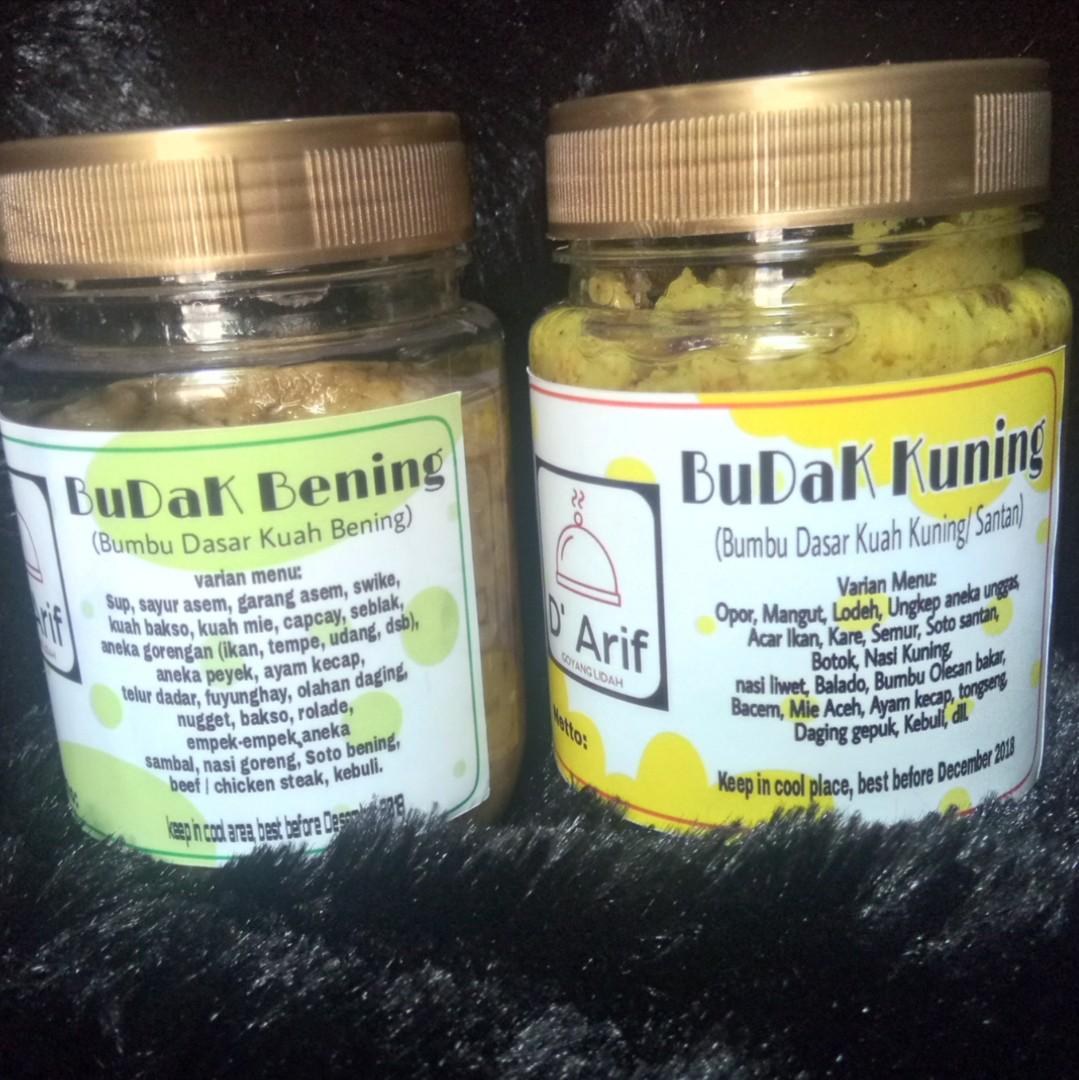 BuDaK Bening
(Bumbu Dasar Kuah Bening)
varian menu:
Sup, sayur asem, garang asem, swike,
kuah bakso, kuah mie, capcay, seblak,
aneka gorengan (ikan, tempe, udang, dsb),
aneka peyek, ayam kecap,
telur dadar, fuyunghay, olahan daging,
nugget, bakso, rolade,
empek-empek,aneka
sambal, nasi goreng, Soto bening,
beef / chicken steak, kebuli.
keep in cool area, best before
BuDaK Kuning
(Bumbu Dasar Kuah Kuning/ Santan)
Varian Menu:
Opor, Mangut, Lodeh, Ungkep aneka unggas,
Acar Ikan, Kare, Semur, Soto santan,
Botok, Nasi Kuning,
nasi liwet, Balado, Bumbu Olesan bakar,
Bacem, Mie Aceh, Ayam kecap, tongseng,
Daging gepuk, Kebuli, dll.
Keep in cool place, best before December 2018
D' Arif
GOYANG LIDAH
Netto: